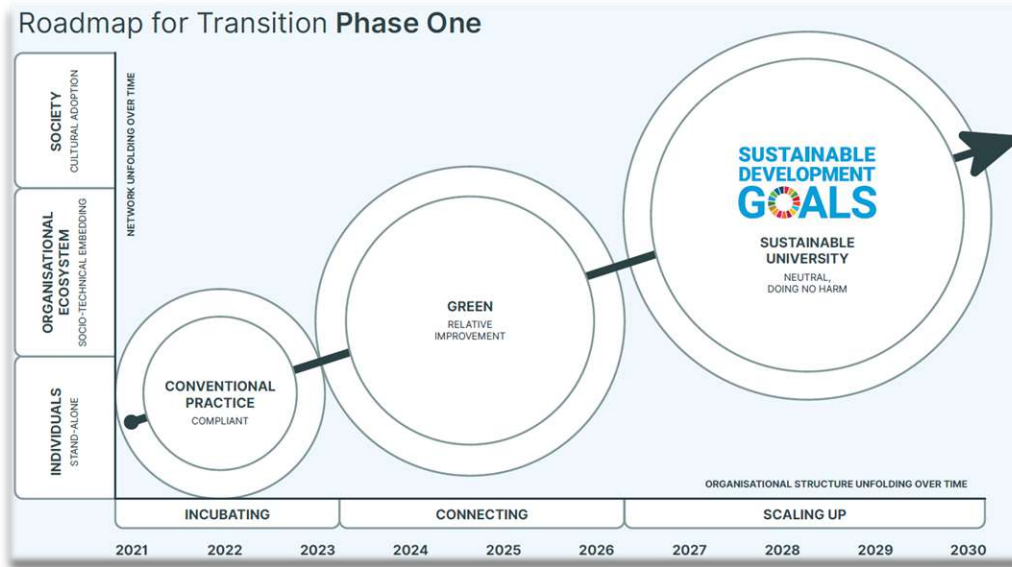 Roadmap for Transition Phase One
SOCIETY
CULTURAL ADOPTION
ORGANISATIONAL
ECOSYSTEM
SOCIO-TECHNICAL EMBEDDING
INDIVIDUALS
STAND-ALONE
NETWORK UNFOLDING OVER TIME
CONVENTIONAL
PRACTICE
COMPLIANT
GREEN
RELATIVE
IMPROVEMENT
SUSTAINABLE
DEVELOPMENT
GOALS
SUSTAINABLE
UNIVERSITY
NEUTRAL,
DOING NO HARM
ORGANISATIONAL STRUCTURE UNFOLDING OVER TIME
INCUBATING CONNECTING SCALING UP
2021 2022 2023 2024 2025 2026 2027 2028 2029 2030